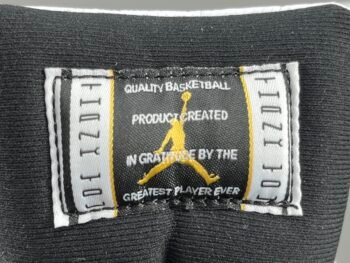 QUALITY BASKETBALL
PRODUCT CREATED
IN GRATITUDE BY THE
GREATEST PLAYER EVER